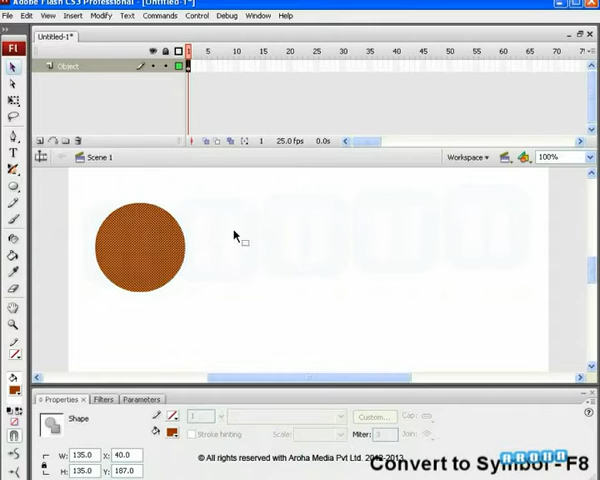 Adobe Flash CS3 Professional - [Untitled-1*]
File Edit View Insert Modify Text Commands Control Debug Window Help
Untitled-1*
1 5 10 15 20 25 30 35 40 45 50 55 60 65 70 75
Object
1 25.0 fps 0.0s
Scene 1 Workspace 100%
Properties × Filters Parameters
Shape 1 Custom... Cap:
Stroke hinting Scale: Miter: 3 Join:
W: 135.0 X: 40.0
H: 135.0 Y: 187.0
© All rights reserved with Aroha Media Pvt Ltd. 2012-2013
Convert to Symbol - F8